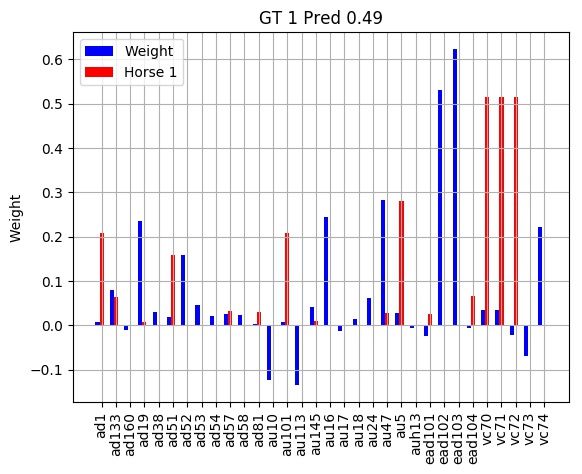 GT 1 Pred 0.49
Weight
Horse 1
Weight
0.6
0.5
0.4
0.3
0.2
0.1
0.0
−0.1
ad1
ad133
ad160
ad19
ad38
ad51
ad52
ad53
ad54
ad57
ad58
ad81
au10
au101
au113
au145
au16
au17
au18
au24
au47
au5
auh13
ead101
ead102
ead103
ead104
vc70
vc71
vc72
vc73
vc74